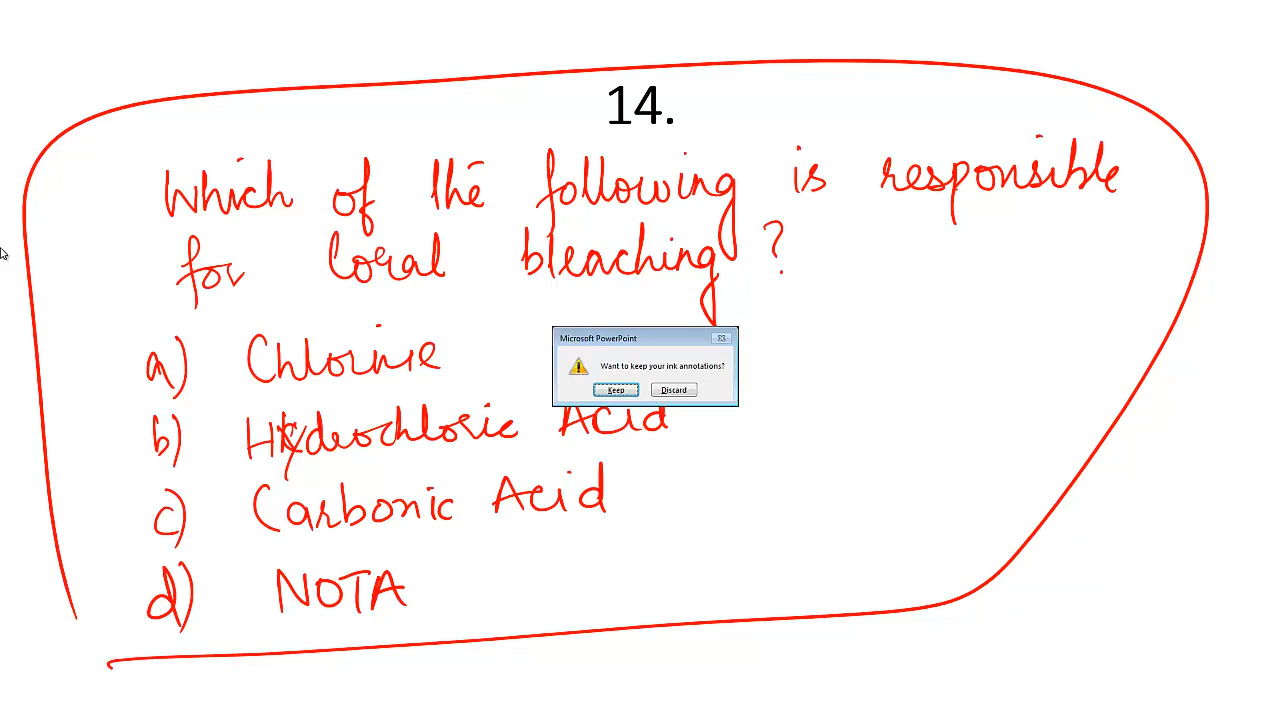 14.
Which of the following is responsible
for coral bleaching ?
a) Chlorine
Microsoft PowerPoint
Want to keep your ink annotations?
Keep Discard
b) Hydrochloric Acid
c) Carbonic Acid
d) NOTA